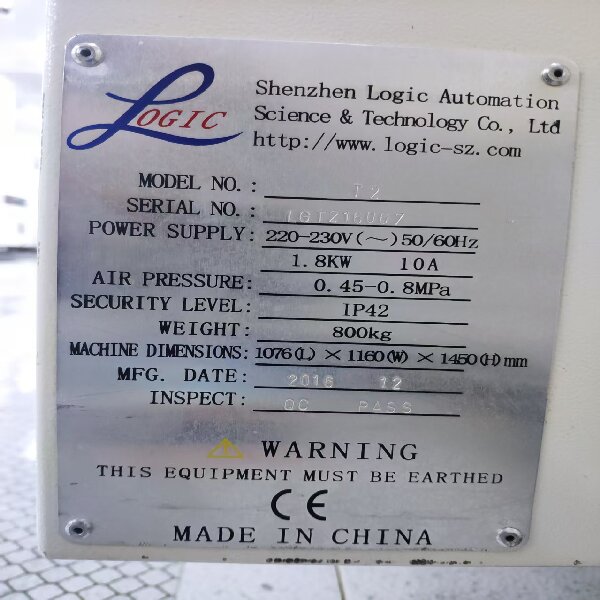 LOGIC
Shenzhen Logic Automation
Science & Technology Co., Ltd
http://www.logic-sz.com
MODEL NO.: T2
SERIAL NO.:
POWER SUPPLY: 220-230V(~)50/60Hz
1.8KW 10A
AIR PRESSURE: 0.45-0.8MPa
SECURITY LEVEL: IP42
WEIGHT: 800kg
MACHINE DIMENSIONS: 1076(L) × 1160(W) × 1450(H)mm
MFG. DATE: 2016 12
INSPECT: QC PASS
WARNING
THIS EQUIPMENT MUST BE EARTHED
CE
MADE IN CHINA